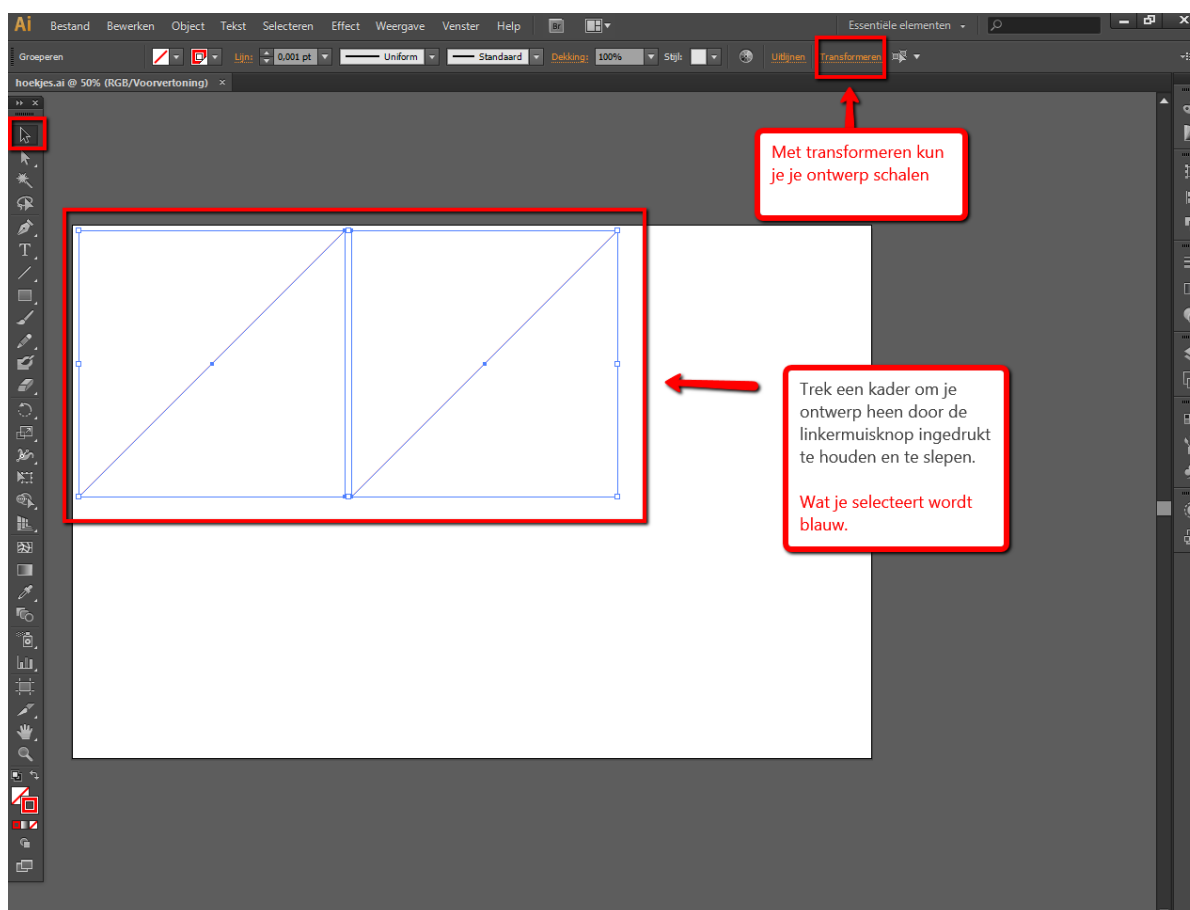 Ai Bestand Bewerken Object Tekst Selecteren Effect Weergave Venster Help Br Essentiële elementen
Groeperen Lijn: 0,001 pt Uniform Standaard Dekking: 100% Stijl: Uitlijnen Transformeren
hoekjes.ai @ 50% (RGB/Voorvertoning) ×
Met transformeren kun
je je ontwerp schalen
Trek een kader om je
ontwerp heen door de
linkermuisknop ingedrukt
te houden en te slepen.
Wat je selecteert wordt
blauw.